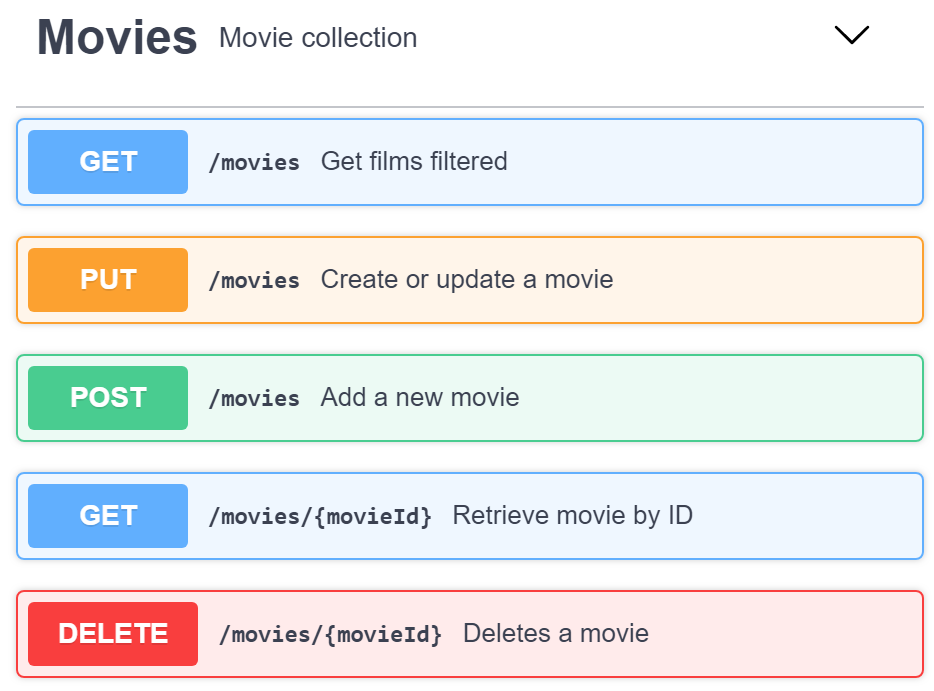 Movies Movie collection
GET /movies Get films filtered
PUT /movies Create or update a movie
POST /movies Add a new movie
GET /movies/{movieId} Retrieve movie by ID
DELETE /movies/{movieId} Deletes a movie